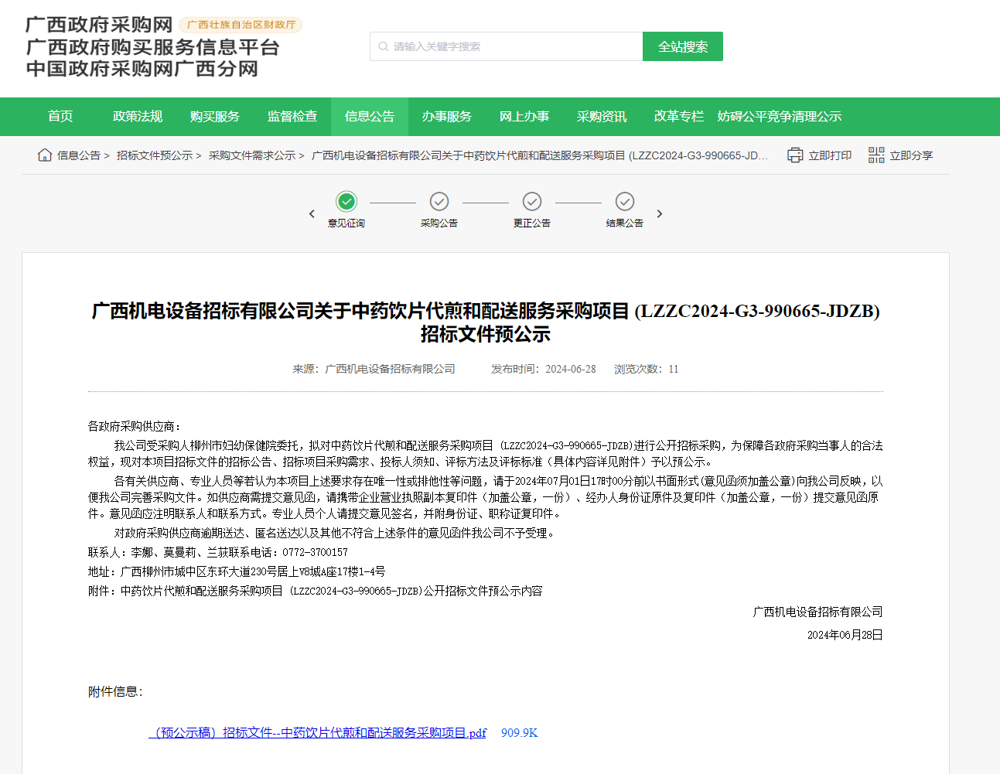 广西政府采购网 广西壮族自治区财政厅
广西政府购买服务信息平台
中国政府采购网广西分网
请输入关键字搜索 全站搜索
首页 政策法规 购买服务 监督检查 信息公告 办事服务 网上办事 采购资讯 改革专栏 妨碍公平竞争清理公示
信息公告 > 招标文件预公示 > 采购文件需求公示 > 广西机电设备招标有限公司关于中药饮片代煎和配送服务采购项目 (LZZC2024-G3-990665-JD... 立即打印 立即分享
意见征询 采购公告 更正公告 结果公告
广西机电设备招标有限公司关于中药饮片代煎和配送服务采购项目 (LZZC2024-G3-990665-JDZB)
招标文件预公示
来源：广西机电设备招标有限公司 发布时间：2024-06-28 浏览次数：11
各政府采购供应商：
我公司受采购人柳州市妇幼保健院委托，拟对中药饮片代煎和配送服务采购项目 (LZZC2024-G3-990665-JDZB)进行公开招标采购，为保障各政府采购当事人的合法
权益，现对本项目招标文件的招标公告、招标项目采购需求、投标人须知、评标方法及评标标准（具体内容详见附件）予以预公示。
各有关供应商、专业人员等若认为本项目上述要求存在唯一性或排他性等问题，请于2024年07月01日17时00分前以书面形式(意见函须加盖公章)向我公司反映，以
便我公司完善采购文件。如供应商需提交意见函，请携带企业营业执照副本复印件（加盖公章，一份）、经办人身份证原件及复印件（加盖公章，一份）提交意见函原
件。意见函应注明联系人和联系方式。专业人员个人请提交意见签名，并附身份证、职称证复印件。
对政府采购供应商逾期送达、匿名送达以及其他不符合上述条件的意见函件我公司不予受理。
联系人：李娜、莫曼莉、兰荻联系电话：0772-3700157
地址：广西柳州市城中区东环大道230号居上V8城A座17楼1-4号
附件：中药饮片代煎和配送服务采购项目 (LZZC2024-G3-990665-JDZB)公开招标文件预公示内容
广西机电设备招标有限公司
2024年06月28日
附件信息：
（预公示稿）招标文件--中药饮片代煎和配送服务采购项目.pdf 909.9K